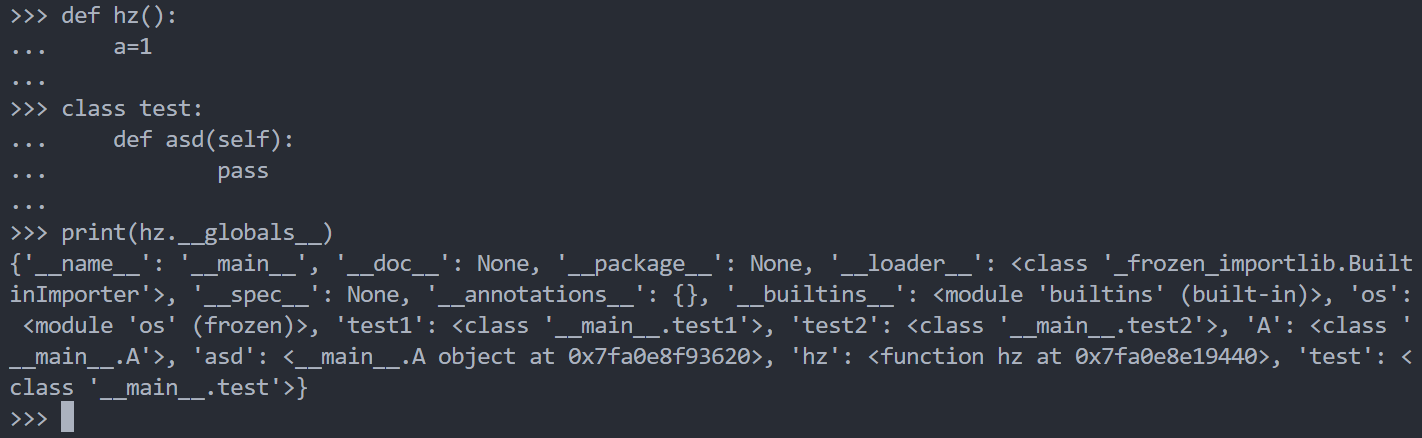 >>> def hz():
...     a=1
...
>>> class test:
...     def asd(self):
...             pass
...
>>> print(hz.__globals__)
{'__name__': '__main__', '__doc__': None, '__package__': None, '__loader__': <class '_frozen_importlib.Built
inImporter'>, '__spec__': None, '__annotations__': {}, '__builtins__': <module 'builtins' (built-in)>, 'os':
 <module 'os' (frozen)>, 'test1': <class '__main__.test1'>, 'test2': <class '__main__.test2'>, 'A': <class '
__main__.A'>, 'asd': <__main__.A object at 0x7fa0e8f93620>, 'hz': <function hz at 0x7fa0e8e19440>, 'test': <
class '__main__.test'>}
>>>